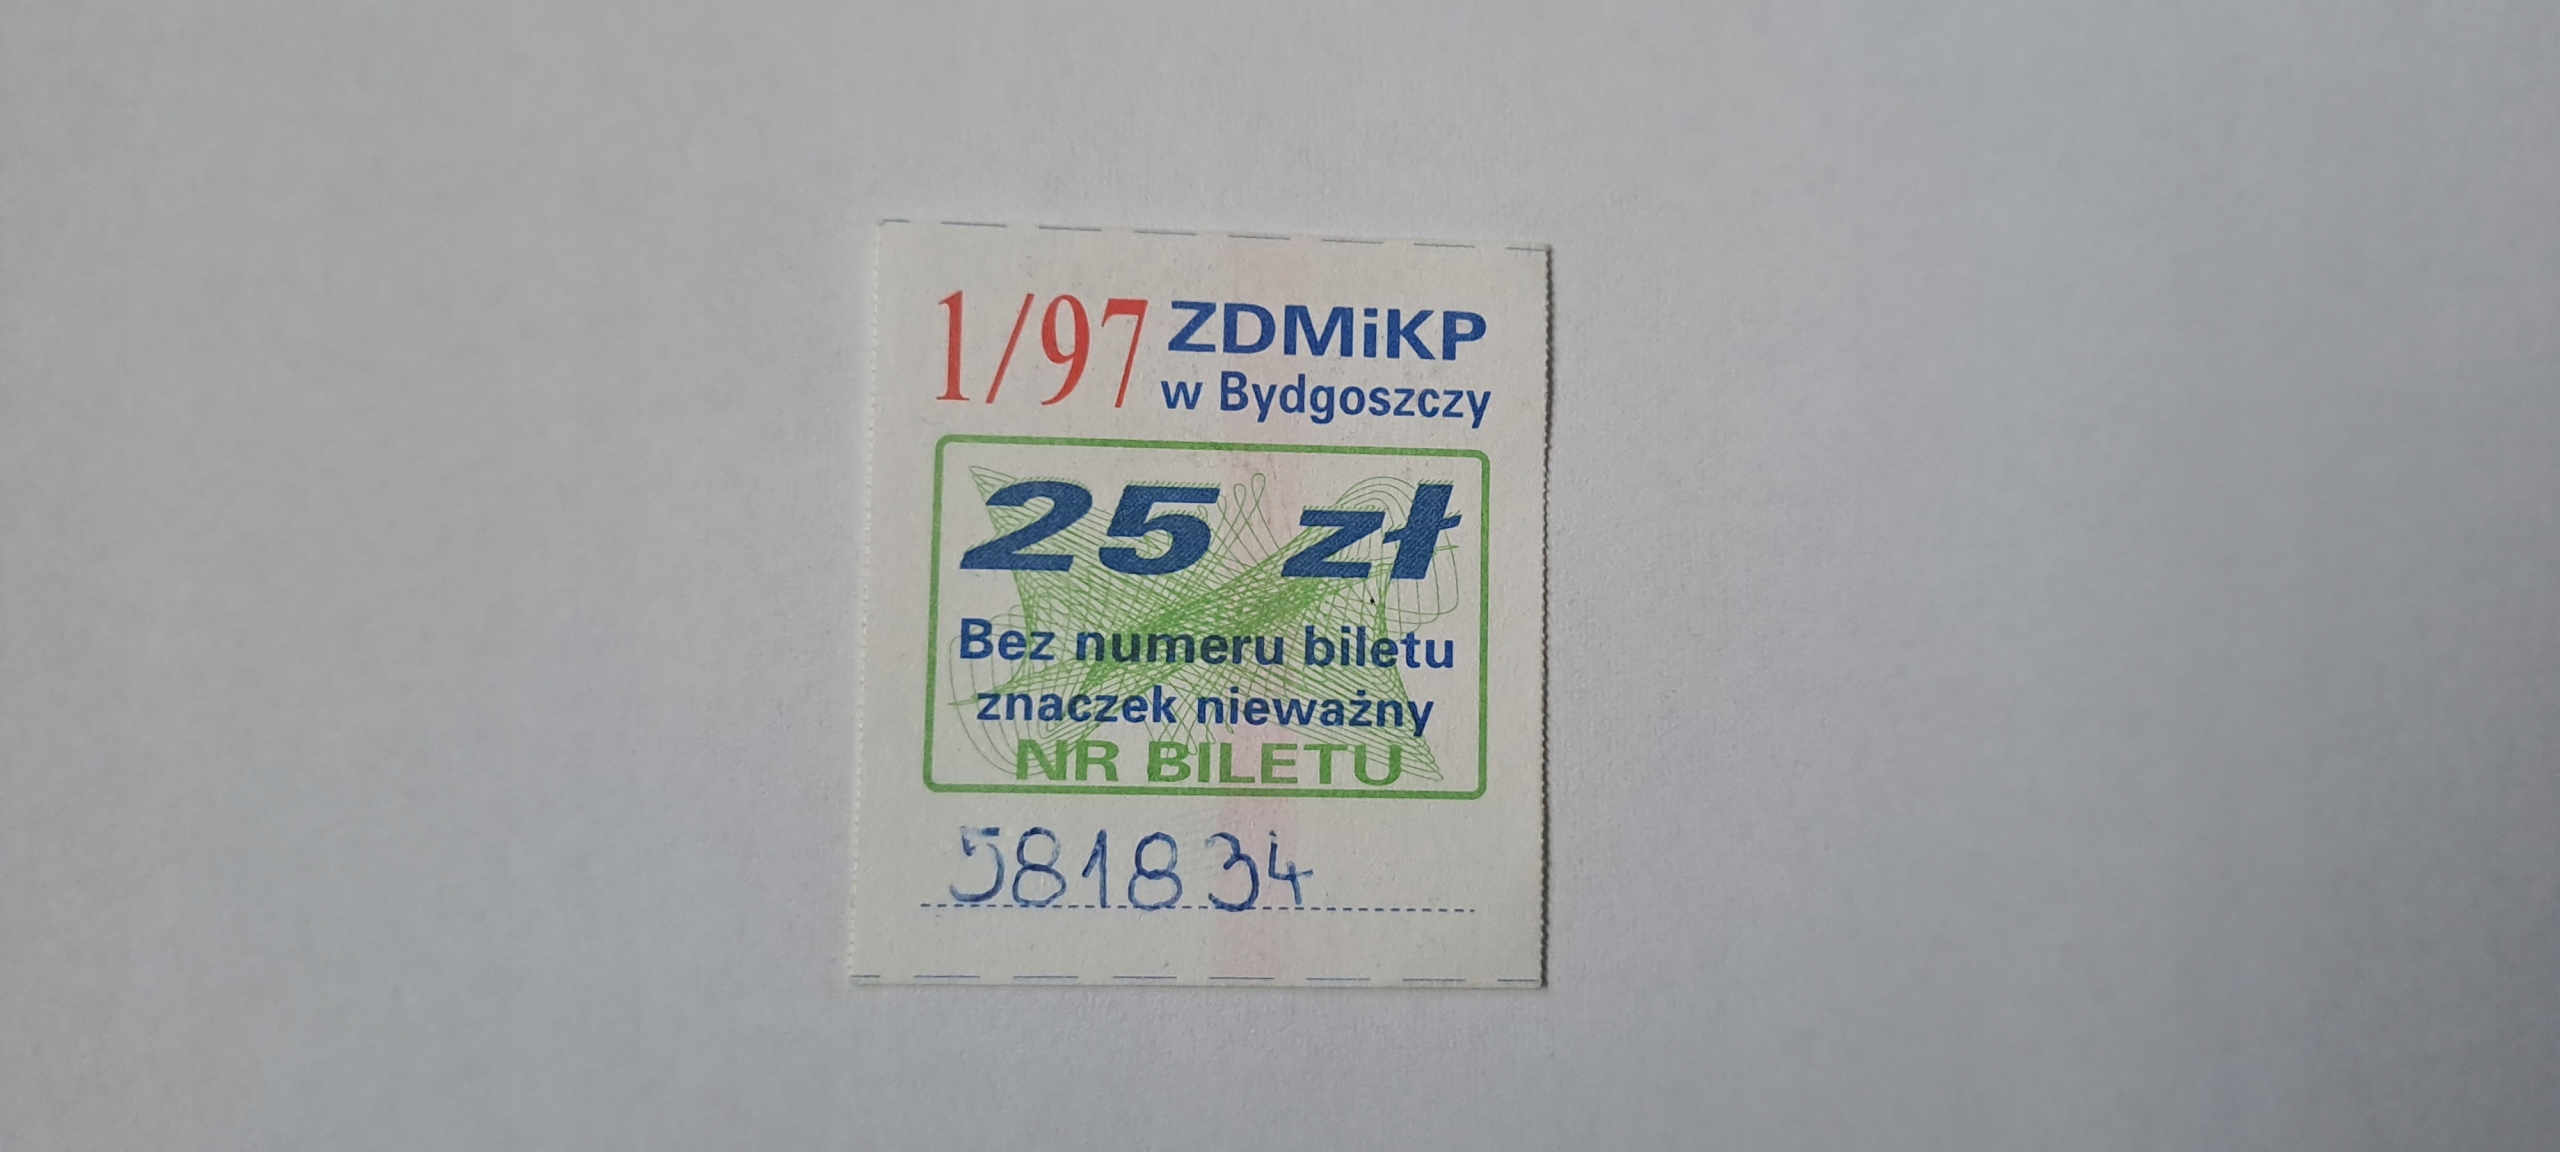 1/97 ZDMiKP
w Bydgoszczy
25 zł
Bez numeru biletu
znaczek nieważny
NR BILETU
581834